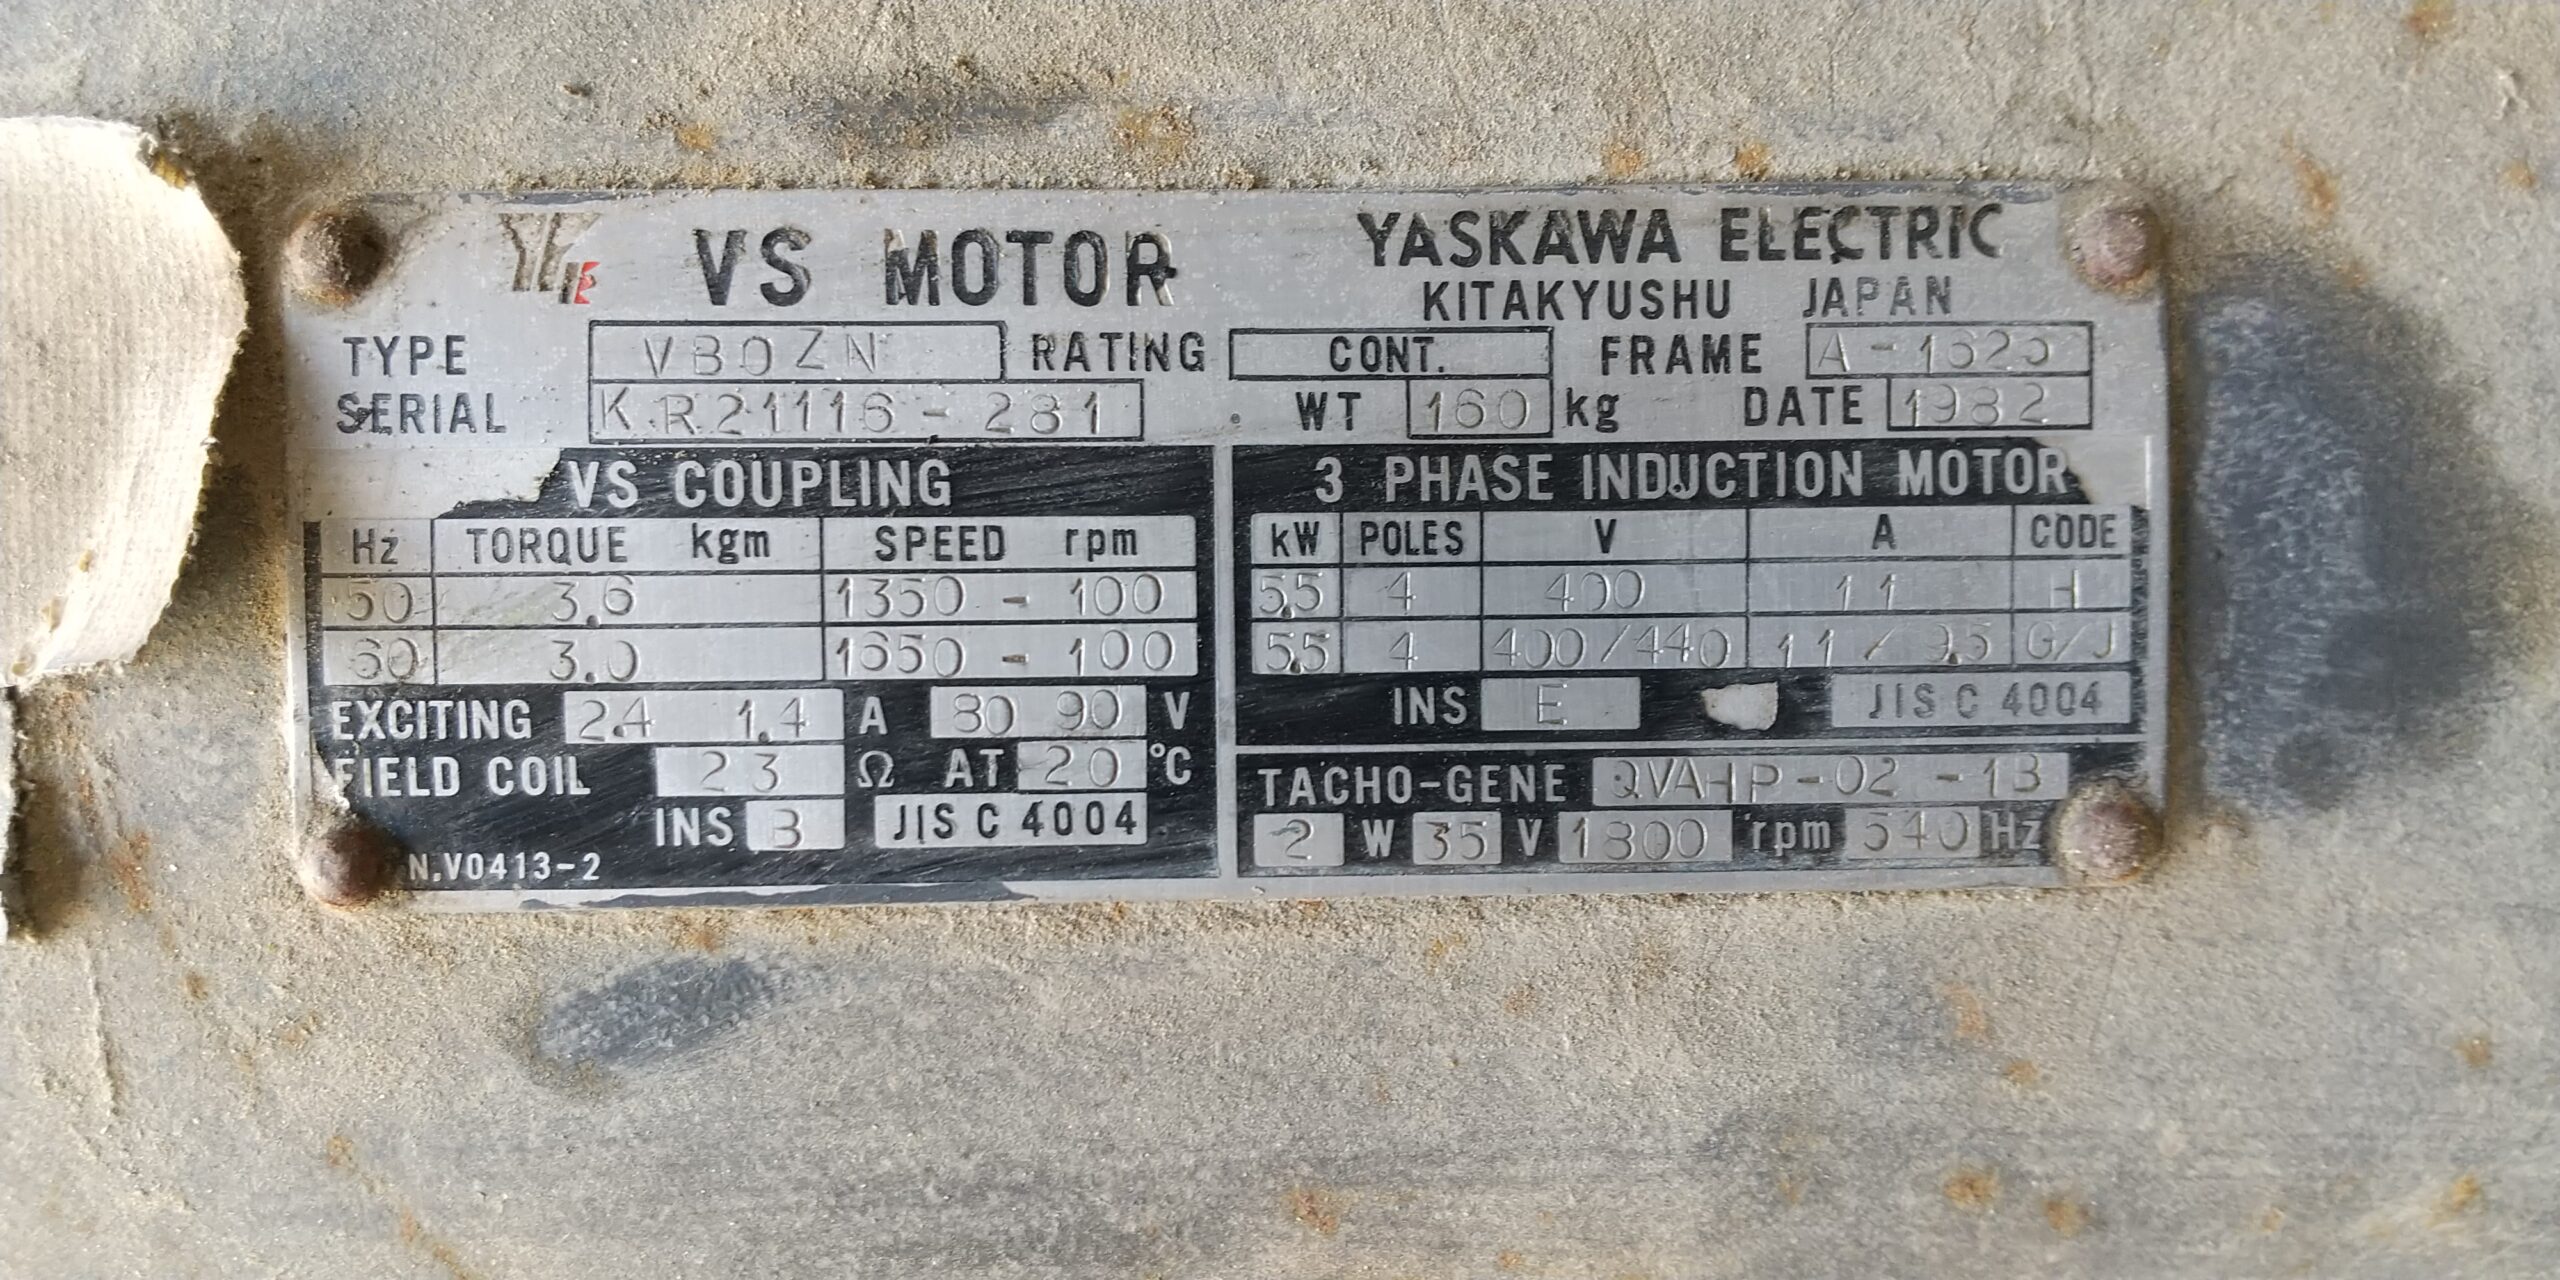 VS MOTOR YASKAWA ELECTRIC
KITAKYUSHU JAPAN
TYPE VBOZN RATING CONT. FRAME
SERIAL KR21116-281 WT 160 kg DATE 1982
VS COUPLING
Hz TORQUE kgm SPEED rpm
50 3.6 1350 - 100
60 3.0 1650 - 100
EXCITING 2.4 1.4 A 80 90 V
FIELD COIL 23 Ω AT 20 °C
INS B JIS C 4004
N.V0413-2
3 PHASE INDUCTION MOTOR
kW POLES V A CODE
5.5 4 400 11 H
5.5 4 400/440 11/9.5 G/J
INS E JIS C 4004
TACHO-GENE QVAHP-02-1B
2 W 35 V 1800 rpm 540 Hz